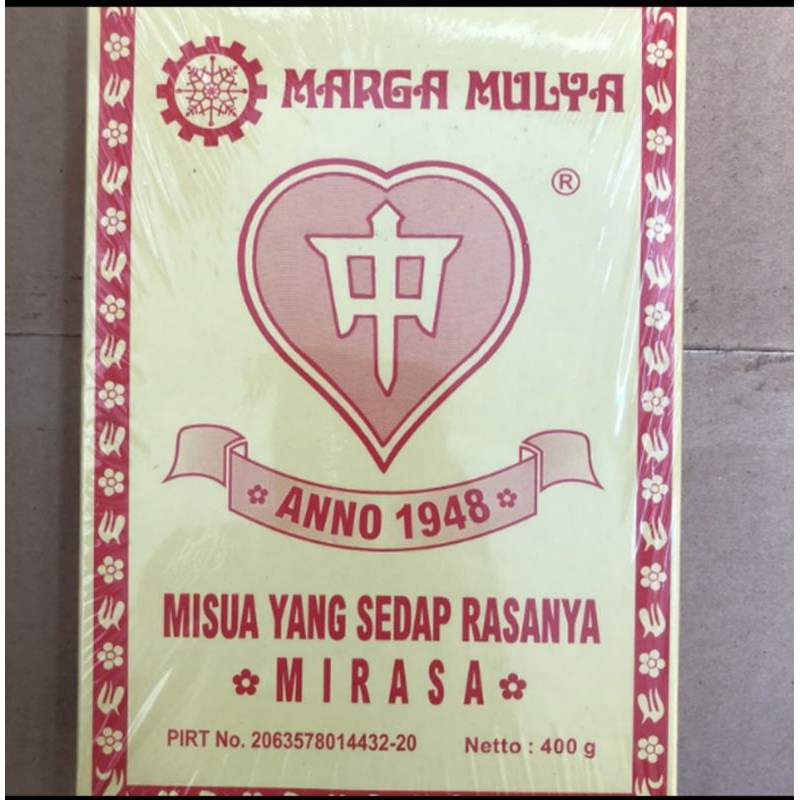 MARGA MULYA
®
中
ANNO 1948
MISUA YANG SEDAP RASANYA
MIRASA
PIRT No. 2063578014432-20 Netto : 400 g